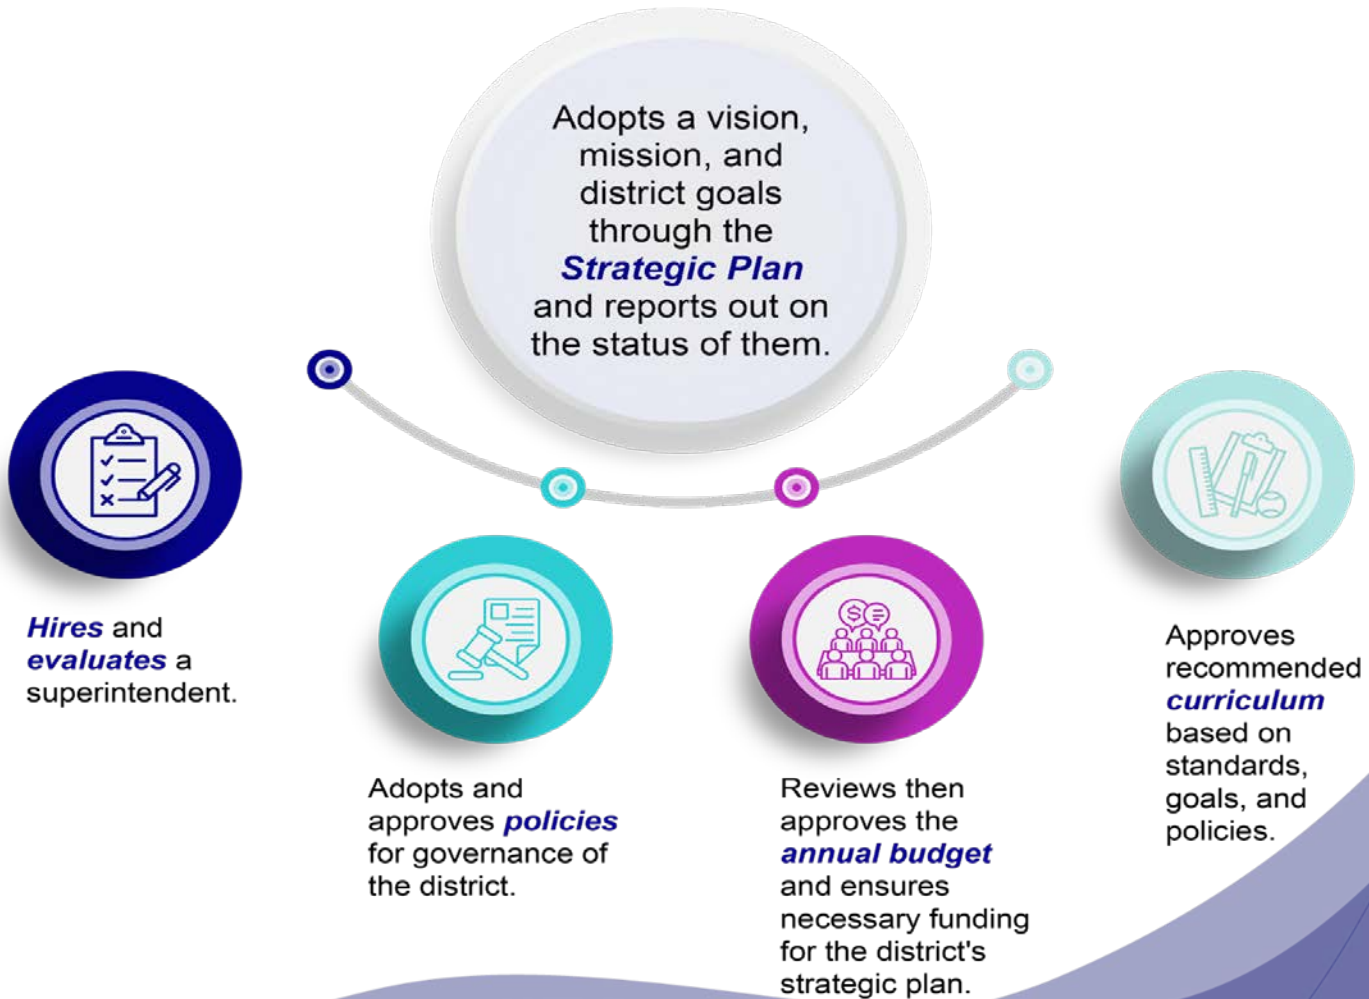 Adopts a vision,
mission, and
district goals
through the
Strategic Plan
and reports out on
the status of them.
Hires and
evaluates a
superintendent.
Adopts and
approves policies
for governance of
the district.
Reviews then
approves the
annual budget
and ensures
necessary funding
for the district's
strategic plan.
Approves
recommended
curriculum
based on
standards,
goals, and
policies.